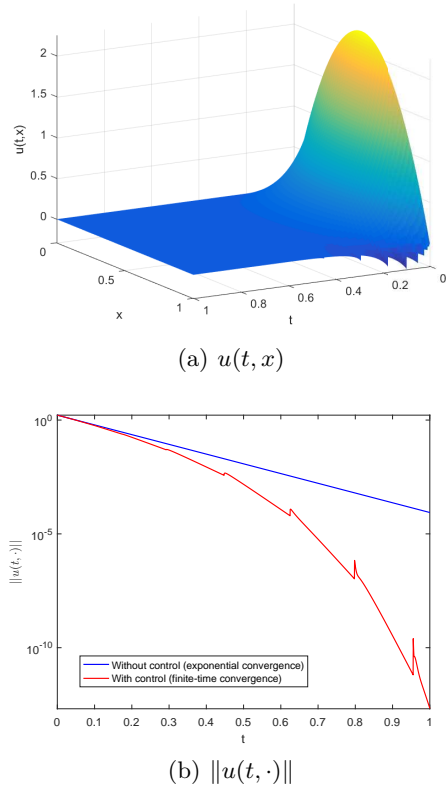 2
1.5
1
0.5
0
u(t,x)
0
0.5
1
x
1
0.8
0.6
0.4
0.2
0
t
(a) u(t, x)
10^0
10^-5
10^-10
||u(t, ·)||
Without control (exponential convergence)
With control (finite-time convergence)
0 0.1 0.2 0.3 0.4 0.5 0.6 0.7 0.8 0.9 1
t
(b) ∥u(t, ·)∥